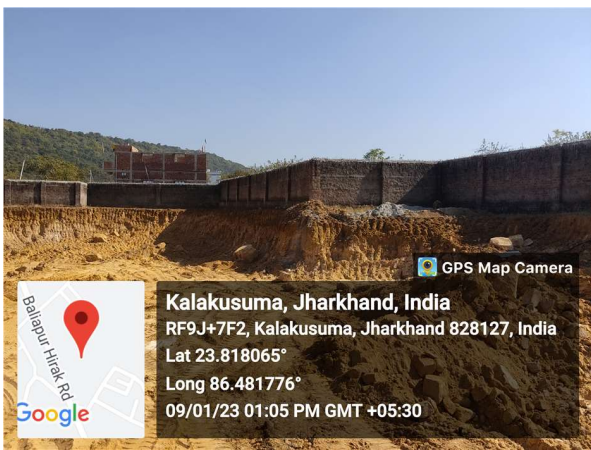 GPS Map Camera
Kalakusuma, Jharkhand, India
RF9J+7F2, Kalakusuma, Jharkhand 828127, India
Lat 23.818065°
Long 86.481776°
09/01/23 01:05 PM GMT +05:30
Baliapur Hirak Rd
Google